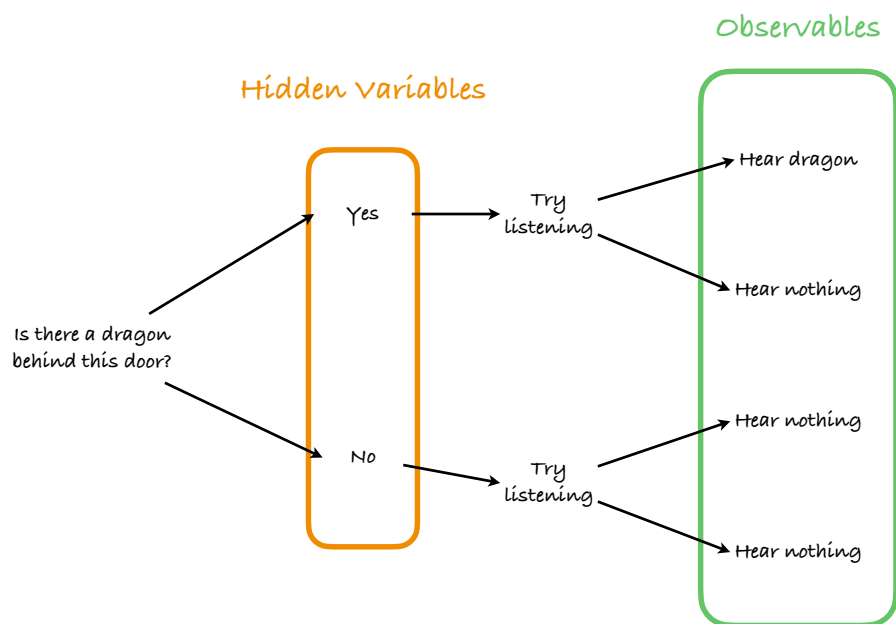 Observables
Hidden Variables
Hear dragon
Yes
Try
listening
Hear nothing
Is there a dragon
behind this door?
Hear nothing
No
Try
listening
Hear nothing